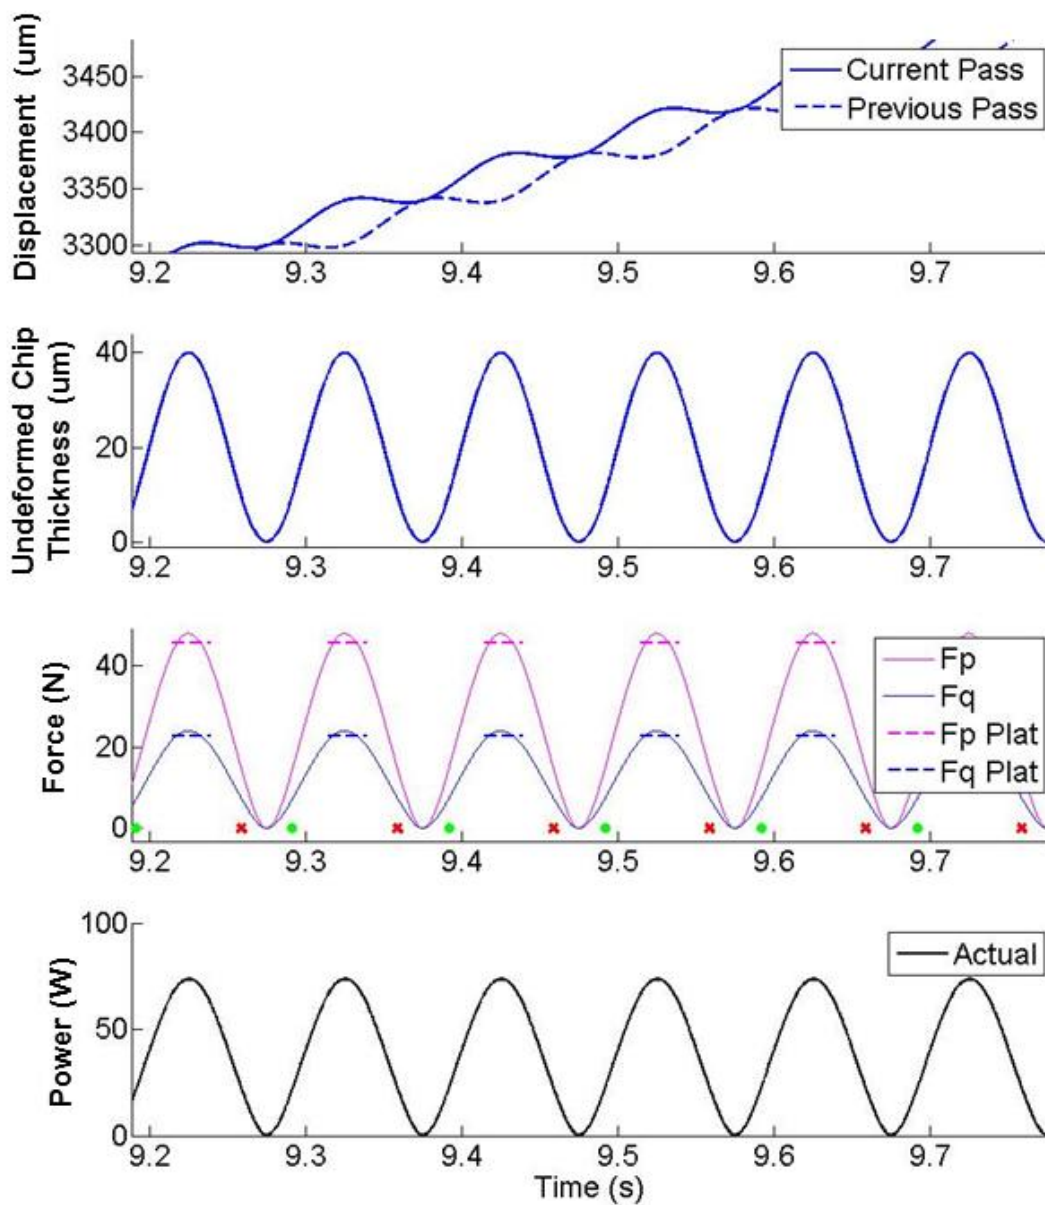 Displacement (um)
3450
3400
3350
3300
Current Pass
Previous Pass
9.2 9.3 9.4 9.5 9.6 9.7
Undeformed Chip
Thickness (um)
40
20
0
9.2 9.3 9.4 9.5 9.6 9.7
Force (N)
40
20
0
Fp
Fq
Fp Plat
Fq Plat
9.2 9.3 9.4 9.5 9.6 9.7
Power (W)
100
50
0
Actual
9.2 9.3 9.4 9.5 9.6 9.7
Time (s)